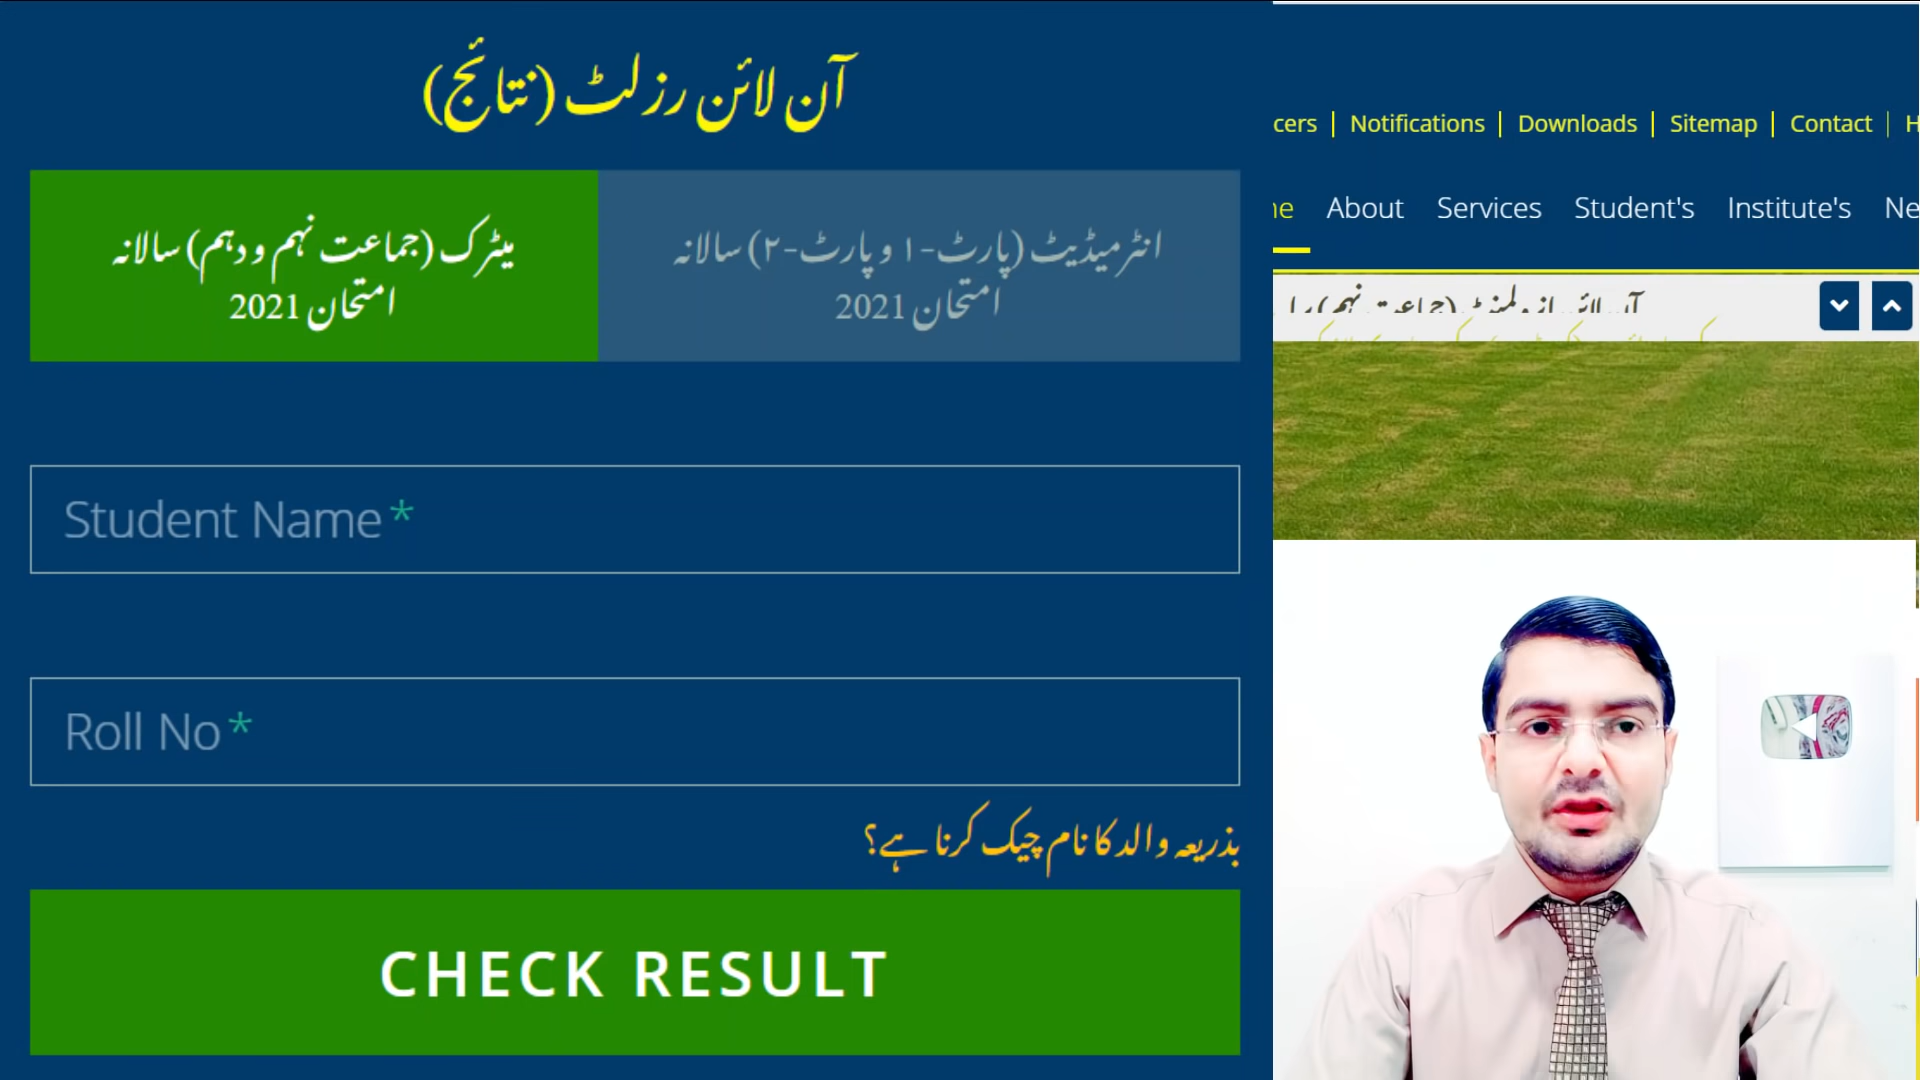 آن لائن رزلٹ (نتائج)
میٹرک (جماعت نہم و دہم) سالانہ
امتحان 2021
انٹرمیڈیٹ (پارٹ-۱ و پارٹ-۲) سالانہ
امتحان 2021
Student Name *
Roll No *
بذریعہ والد کا نام چیک کرنا ہے؟
CHECK RESULT
Notifications | Downloads | Sitemap | Contact
About Services Student's Institute's